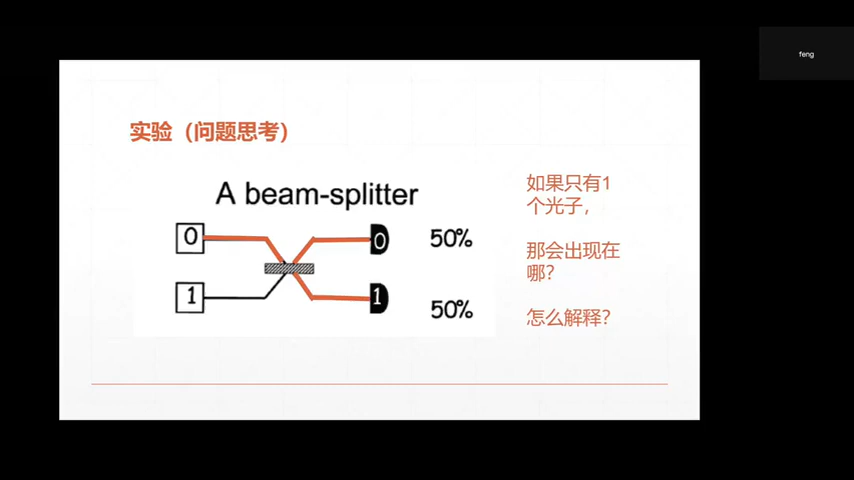 feng
实验（问题思考）
A beam-splitter
0
0
50%
1
1
50%
如果只有1
个光子，
那会出现在
哪？
怎么解释？